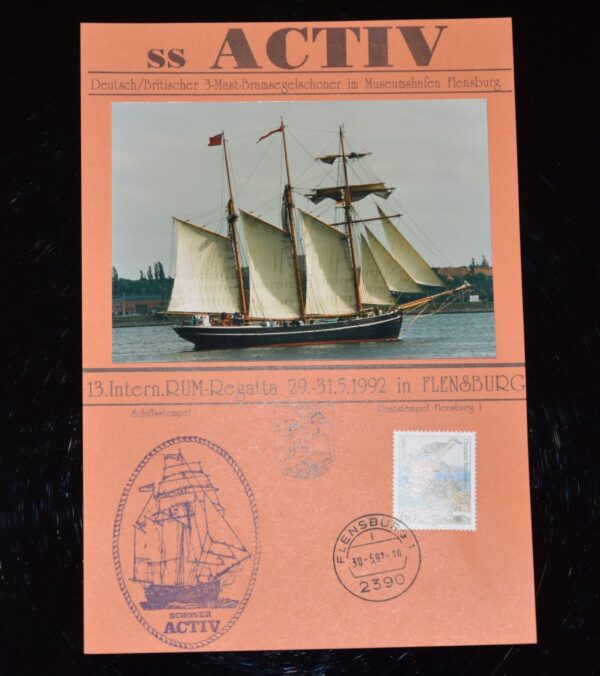 ss ACTIV
Deutsch/Britischer 3-Mast-Bramsegelschoner im Museumshafen Flensburg.
13.Intern.RUM-Regatta 29.-31.5.1992 in FLENSBURG
Schiffsstempel
Poststempel Flensburg 1
FLENSBURG 1
30-5.92-10
2390
SCHONER
ACTIV